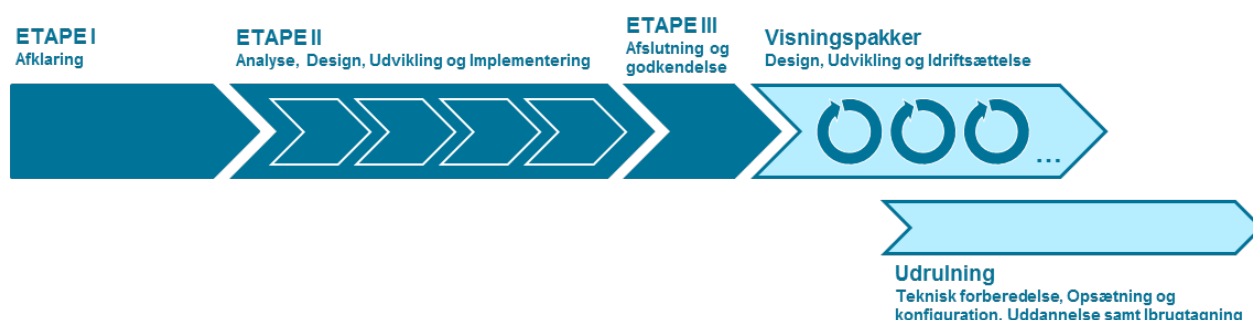 ETAPE I
Afklaring
ETAPE II
Analyse, Design, Udvikling og Implementering
ETAPE III
Afslutning og
godkendelse
Visningspakker
Design, Udvikling og Idriftsættelse
...
Udrulning
Teknisk forberedelse, Opsætning og
konfiguration, Uddannelse samt Ibrugtagning